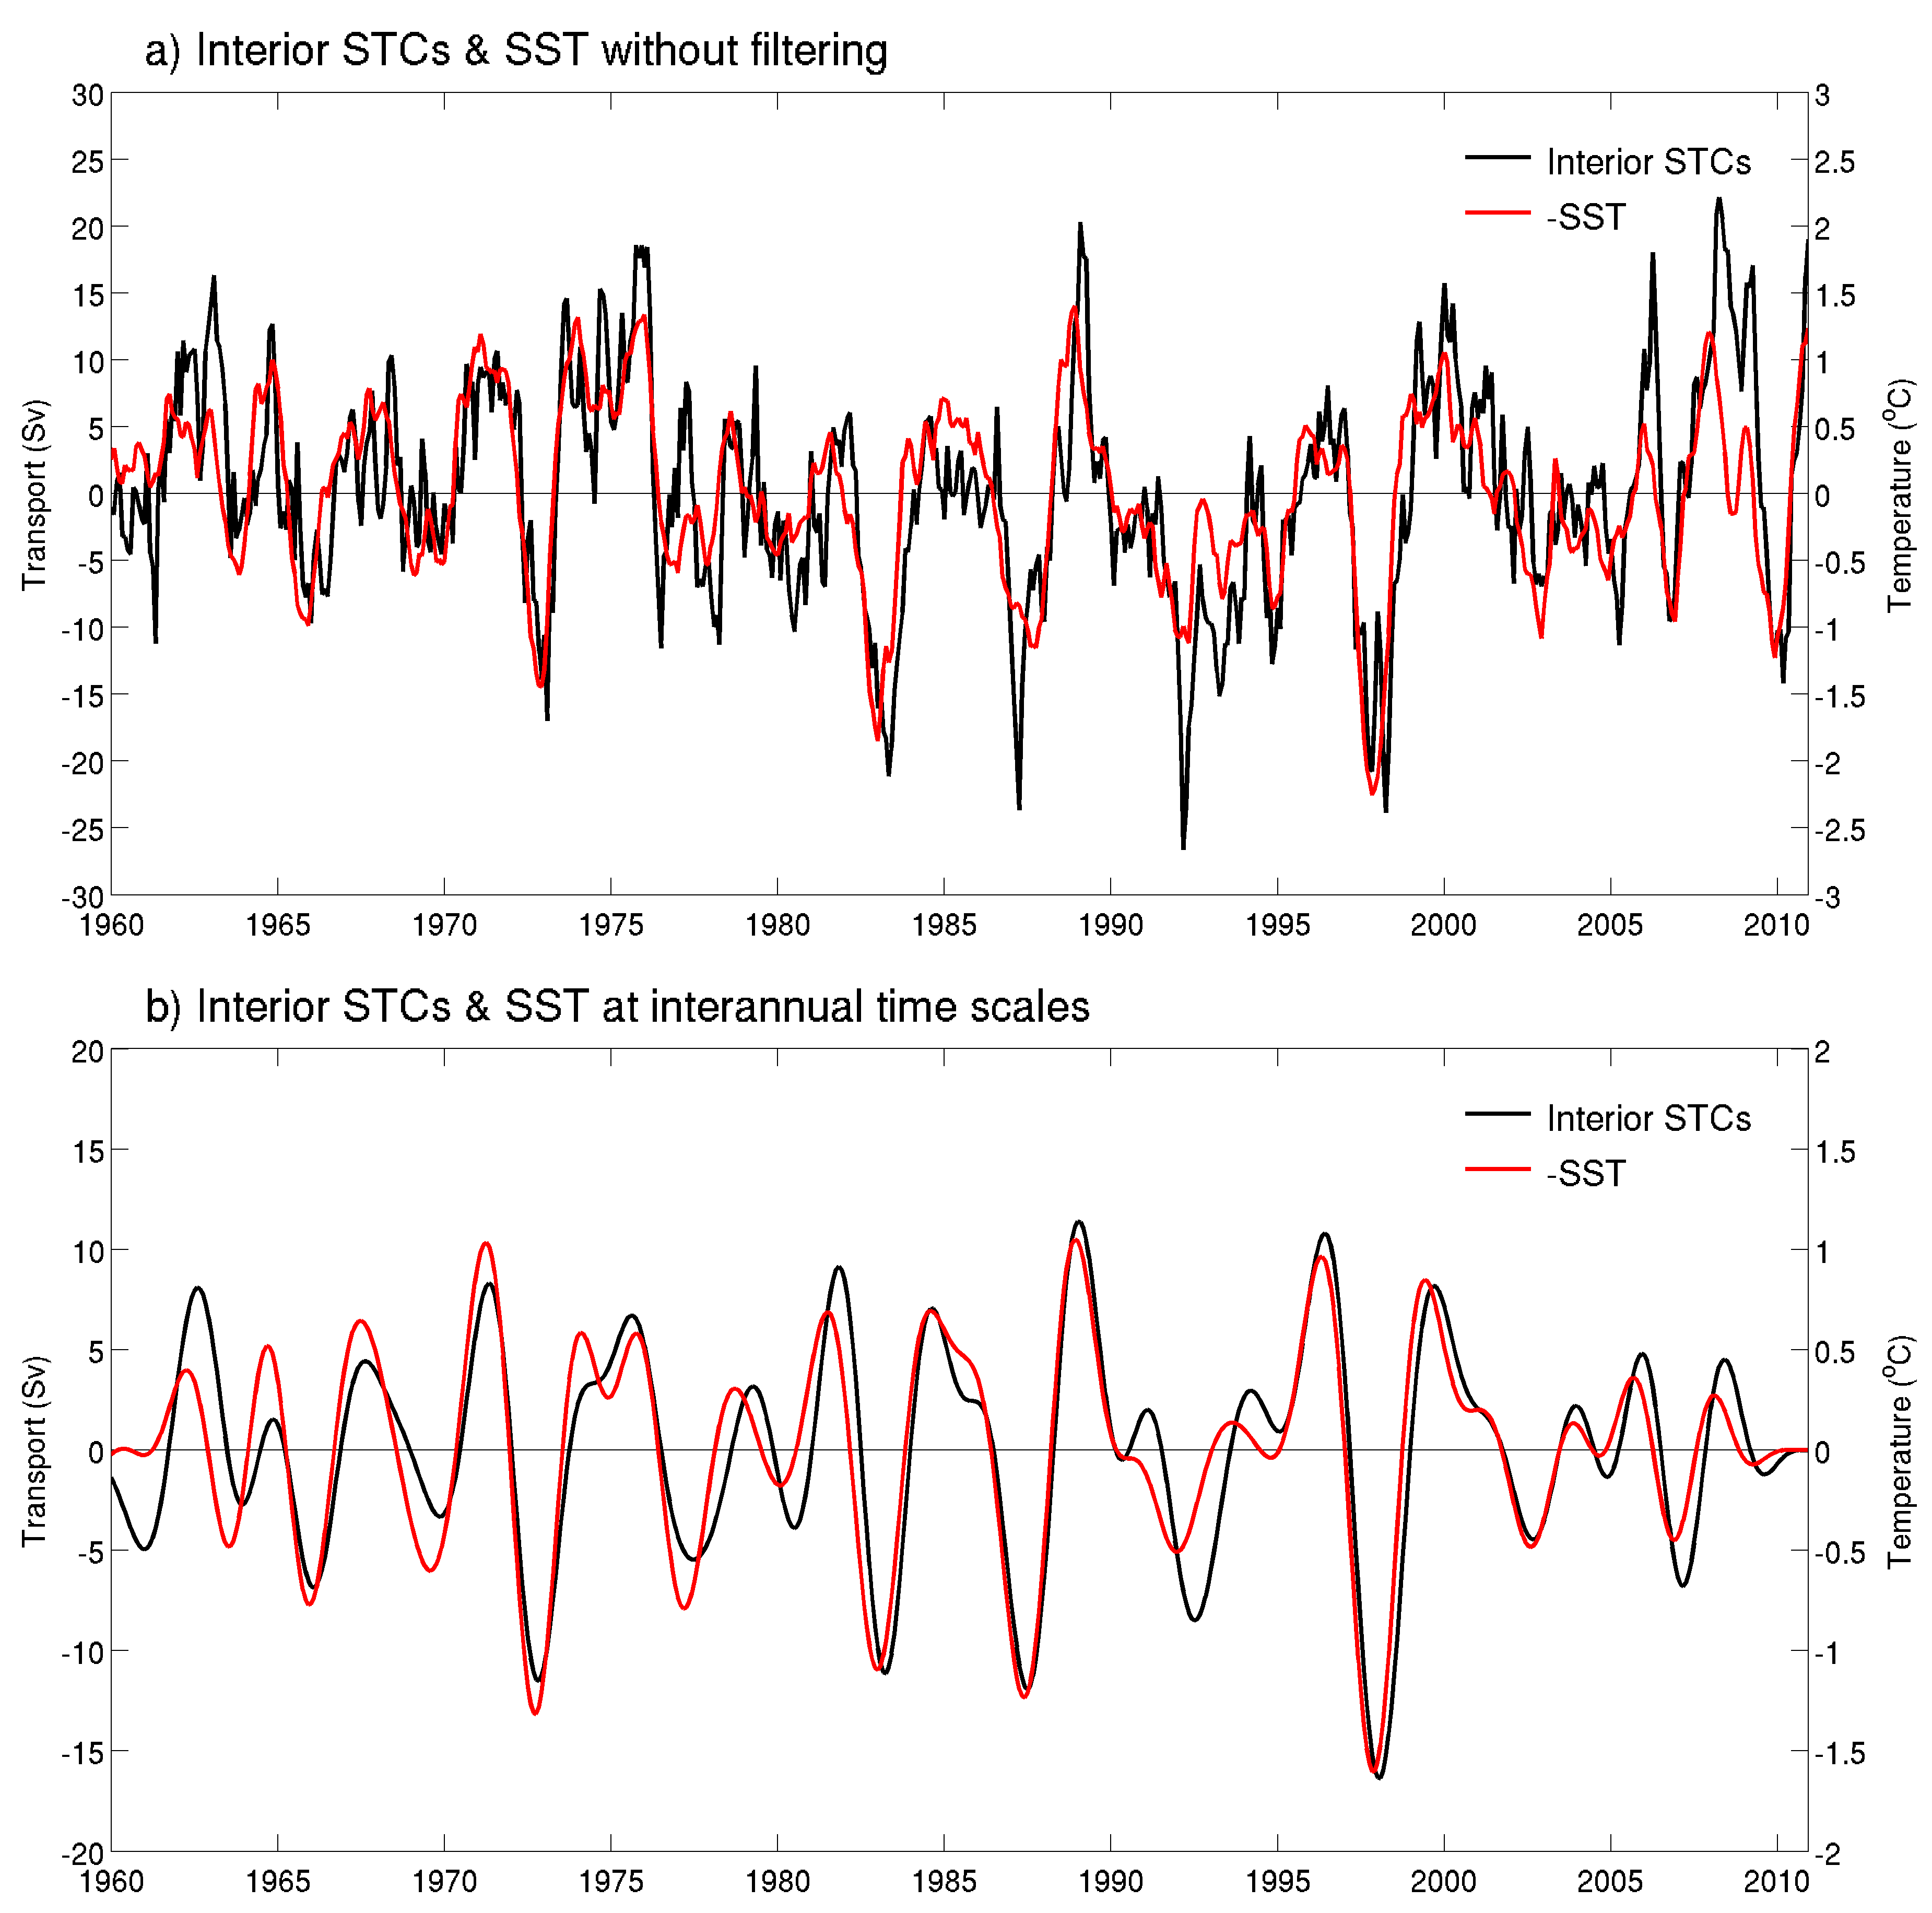 a) Interior STCs & SST without filtering
30 3
25 2.5
20 2
15 1.5
10 1
5 0.5
0 0
-5 -0.5
-10 -1
-15 -1.5
-20 -2
-25 -2.5
-30 -3
Transport (Sv)
Temperature (°C)
Interior STCs
-SST
1960 1965 1970 1975 1980 1985 1990 1995 2000 2005 2010
b) Interior STCs & SST at interannual time scales
20 2
15 1.5
10 1
5 0.5
0 0
-5 -0.5
-10 -1
-15 -1.5
-20 -2
Transport (Sv)
Temperature (°C)
Interior STCs
-SST
1960 1965 1970 1975 1980 1985 1990 1995 2000 2005 2010